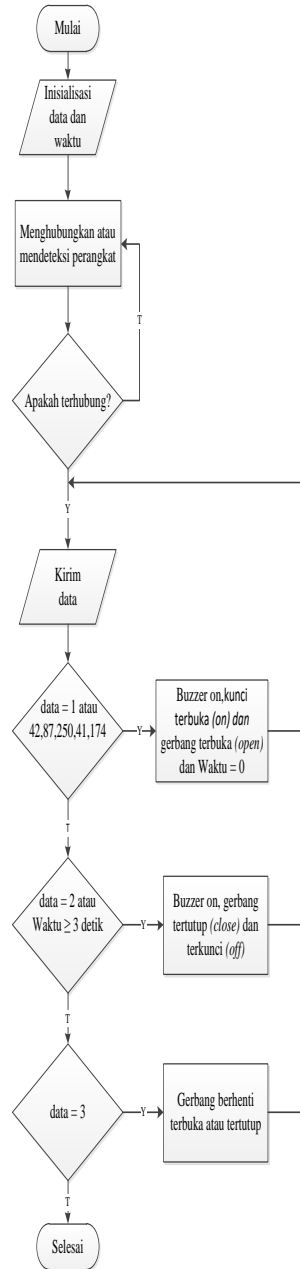 Mulai
Inisialisasi
data dan
waktu
Menghubungkan atau
mendeteksi perangkat
T
Apakah terhubung?
Y
Kirim
data
data = 1 atau
42,87,250,41,174
Y
Buzzer on,kunci
terbuka (on) dan
gerbang terbuka (open)
dan Waktu = 0
T
data = 2 atau
Waktu ≥ 3 detik
Y
Buzzer on, gerbang
tertutup (close) dan
terkunci (off)
T
data = 3
Y
Gerbang berhenti
terbuka atau tertutup
T
Selesai